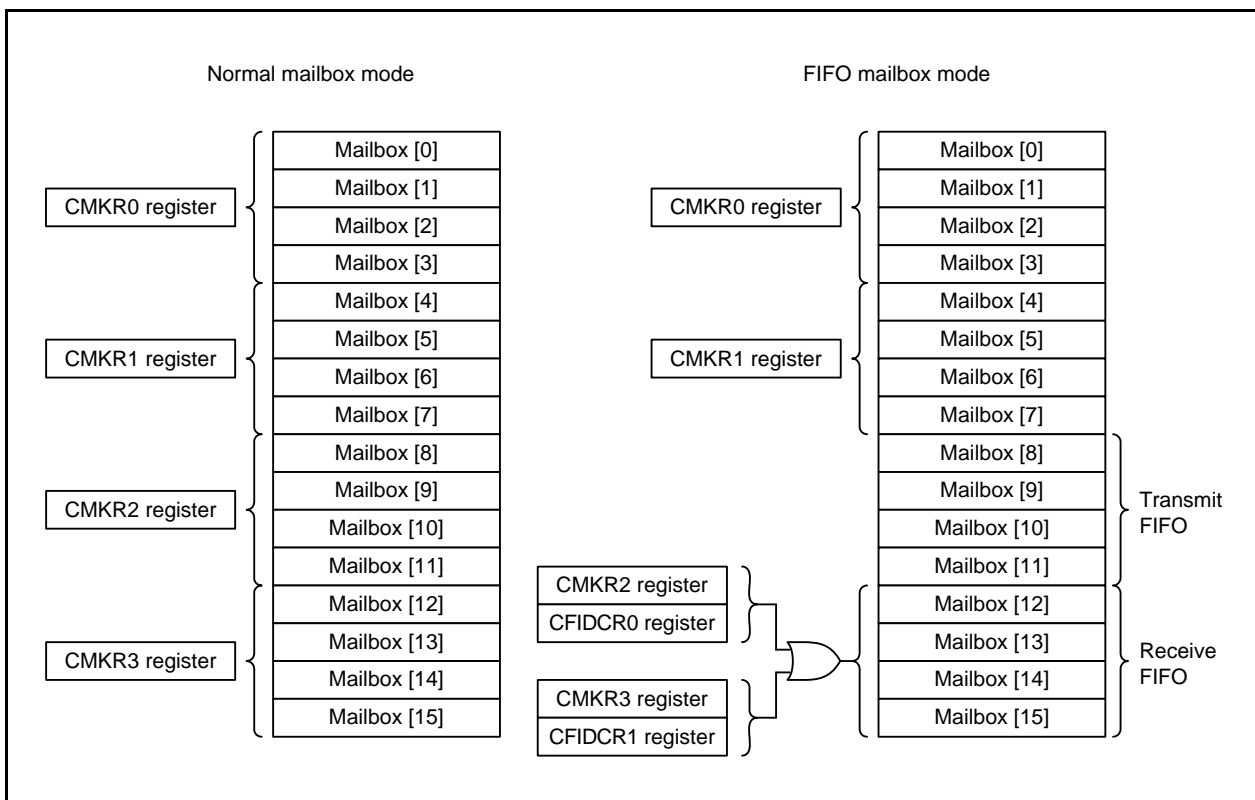 Normal mailbox mode
CMKR0 register
CMKR1 register
CMKR2 register
CMKR3 register
Mailbox [0]
Mailbox [1]
Mailbox [2]
Mailbox [3]
Mailbox [4]
Mailbox [5]
Mailbox [6]
Mailbox [7]
Mailbox [8]
Mailbox [9]
Mailbox [10]
Mailbox [11]
Mailbox [12]
Mailbox [13]
Mailbox [14]
Mailbox [15]
FIFO mailbox mode
CMKR0 register
CMKR1 register
CMKR2 register
CFIDCR0 register
CMKR3 register
CFIDCR1 register
Mailbox [0]
Mailbox [1]
Mailbox [2]
Mailbox [3]
Mailbox [4]
Mailbox [5]
Mailbox [6]
Mailbox [7]
Mailbox [8]
Mailbox [9]
Mailbox [10]
Mailbox [11]
Mailbox [12]
Mailbox [13]
Mailbox [14]
Mailbox [15]
Transmit
FIFO
Receive
FIFO